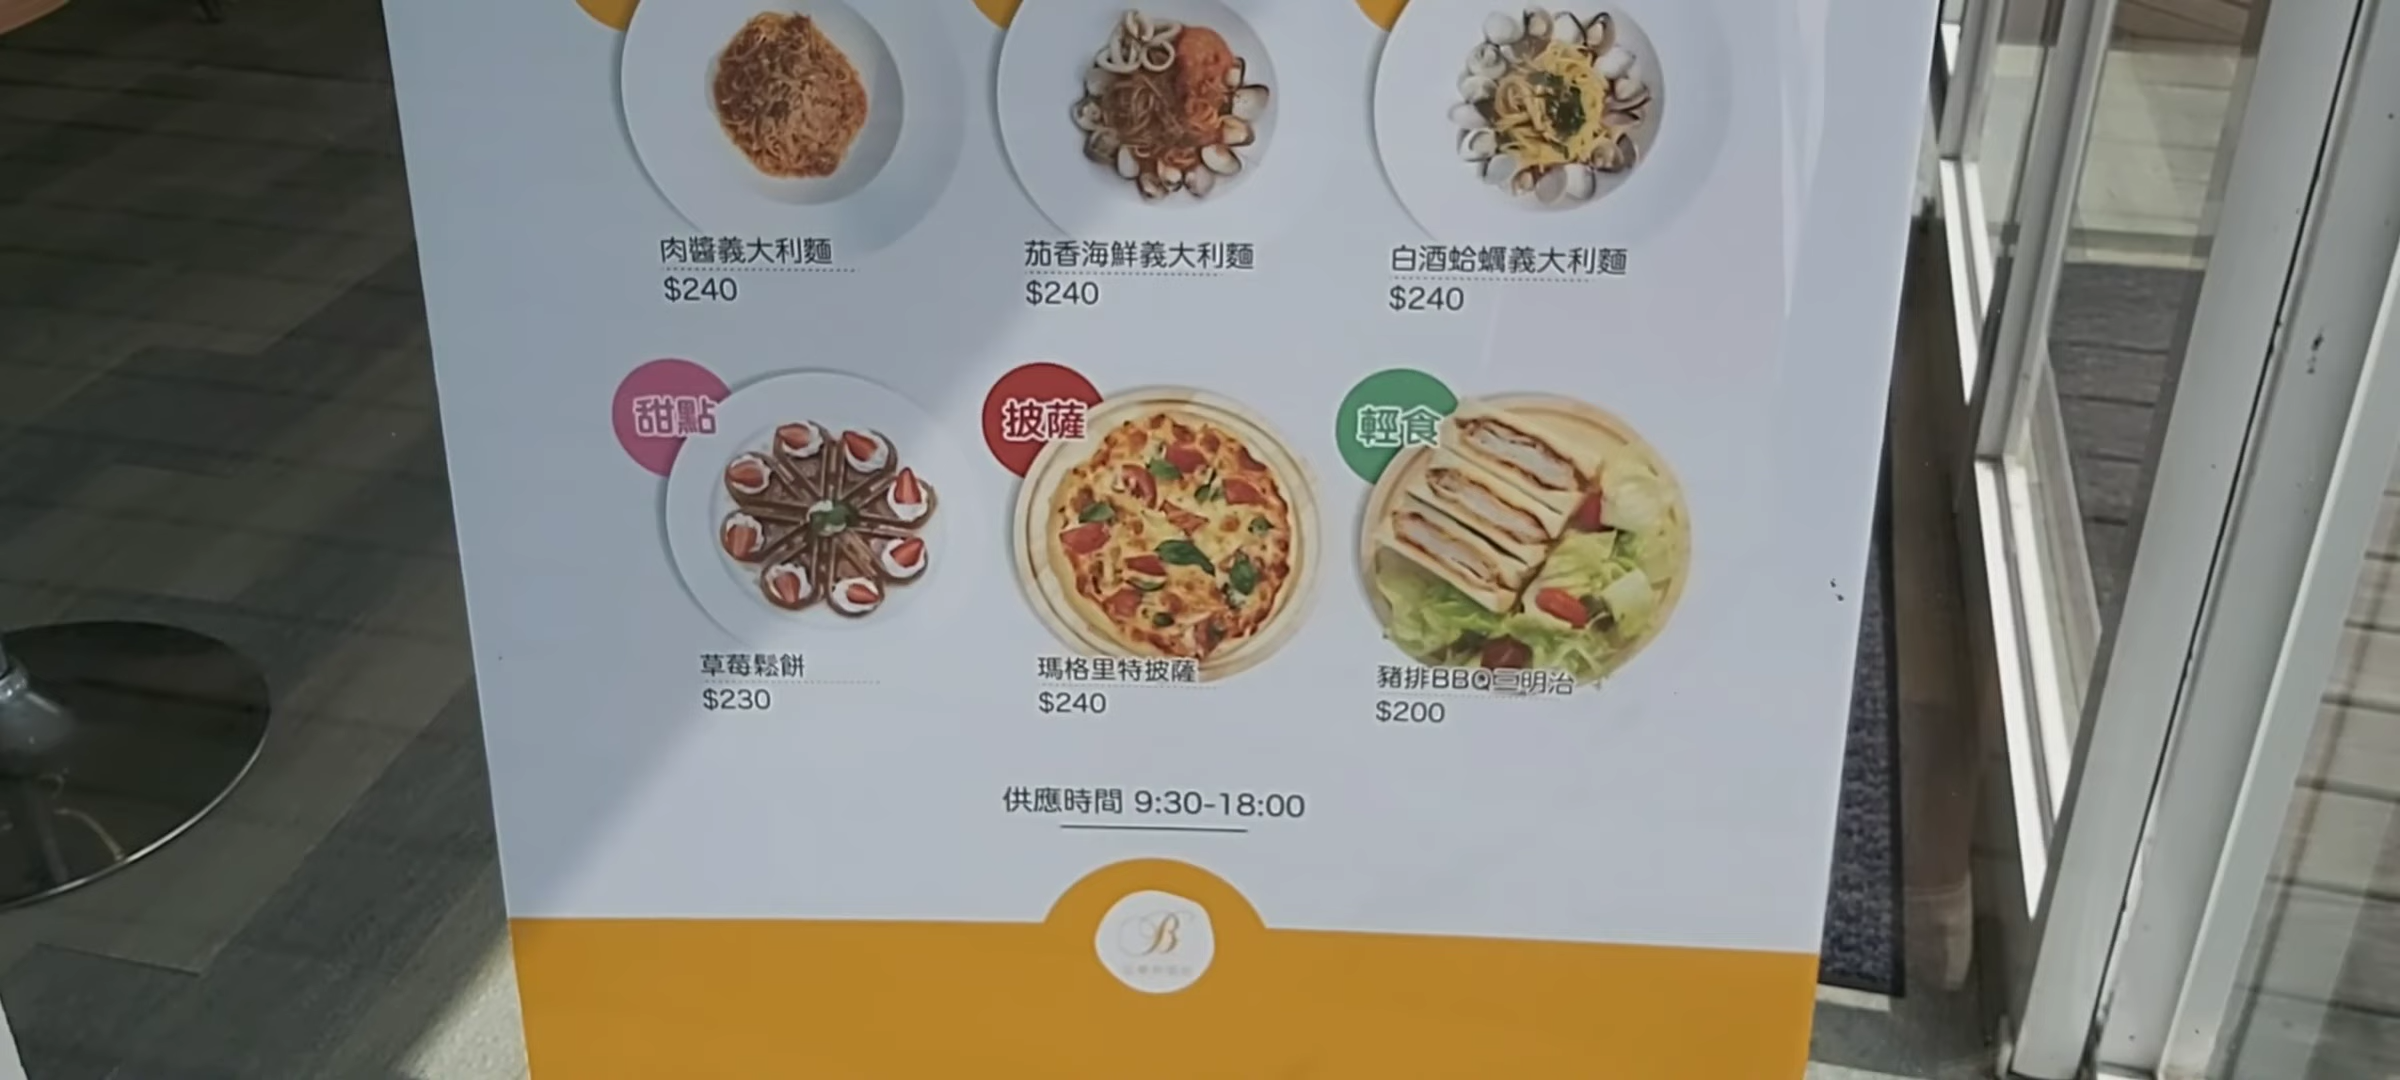 肉醬義大利麵
$240
茄香海鮮義大利麵
$240
白酒蛤蠣義大利麵
$240
甜點
草莓鬆餅
$230
披薩
瑪格里特披薩
$240
輕食
豬排BBQ三明治
$200
供應時間 9:30-18:00
B